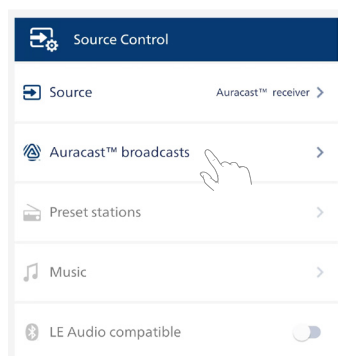 Source Control
Source Auracast™ receiver
Auracast™ broadcasts
Preset stations
Music
LE Audio compatible